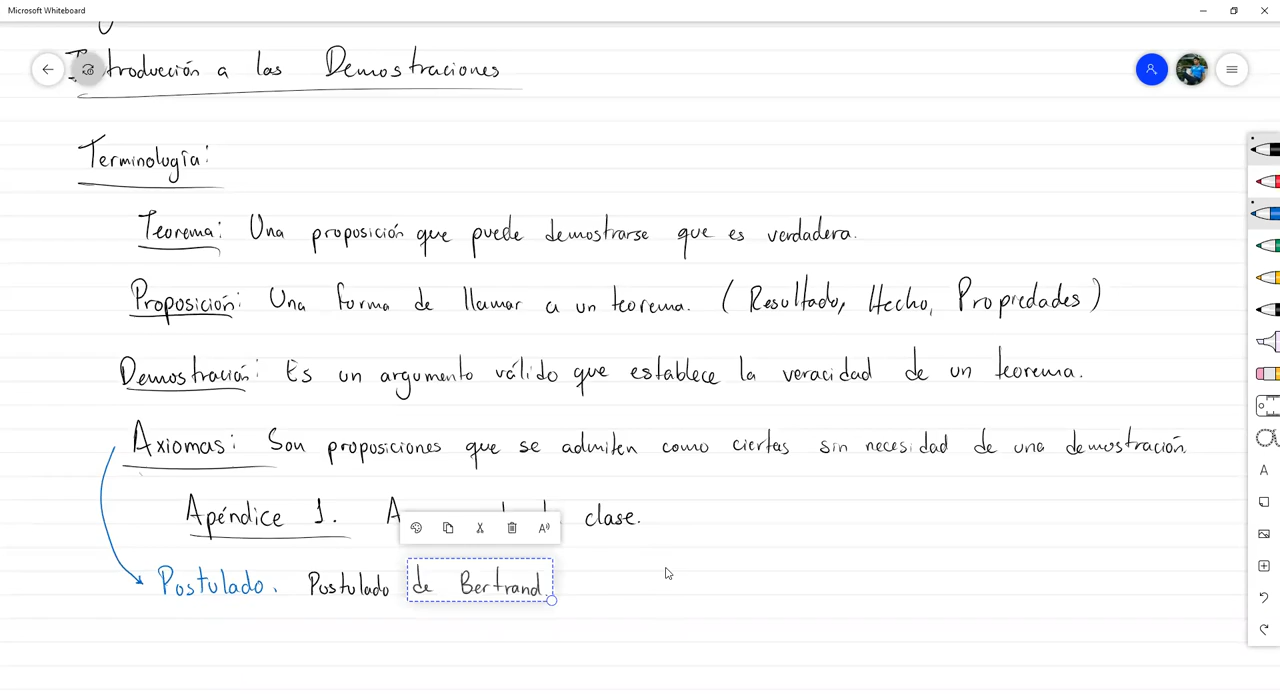 Microsoft Whiteboard
Introducción a las Demostraciones
Terminología:
Teorema: Una proposición que puede demostrarse que es verdadera.
Proposición: Una forma de llamar a un teorema. (Resultado, Hecho, Propiedades)
Demostración: Es un argumento válido que establece la veracidad de un teorema.
Axiomas: Son proposiciones que se admiten como ciertas sin necesidad de una demostración.
Apéndice 1. clase.
Postulado. Postulado de Bertrand.